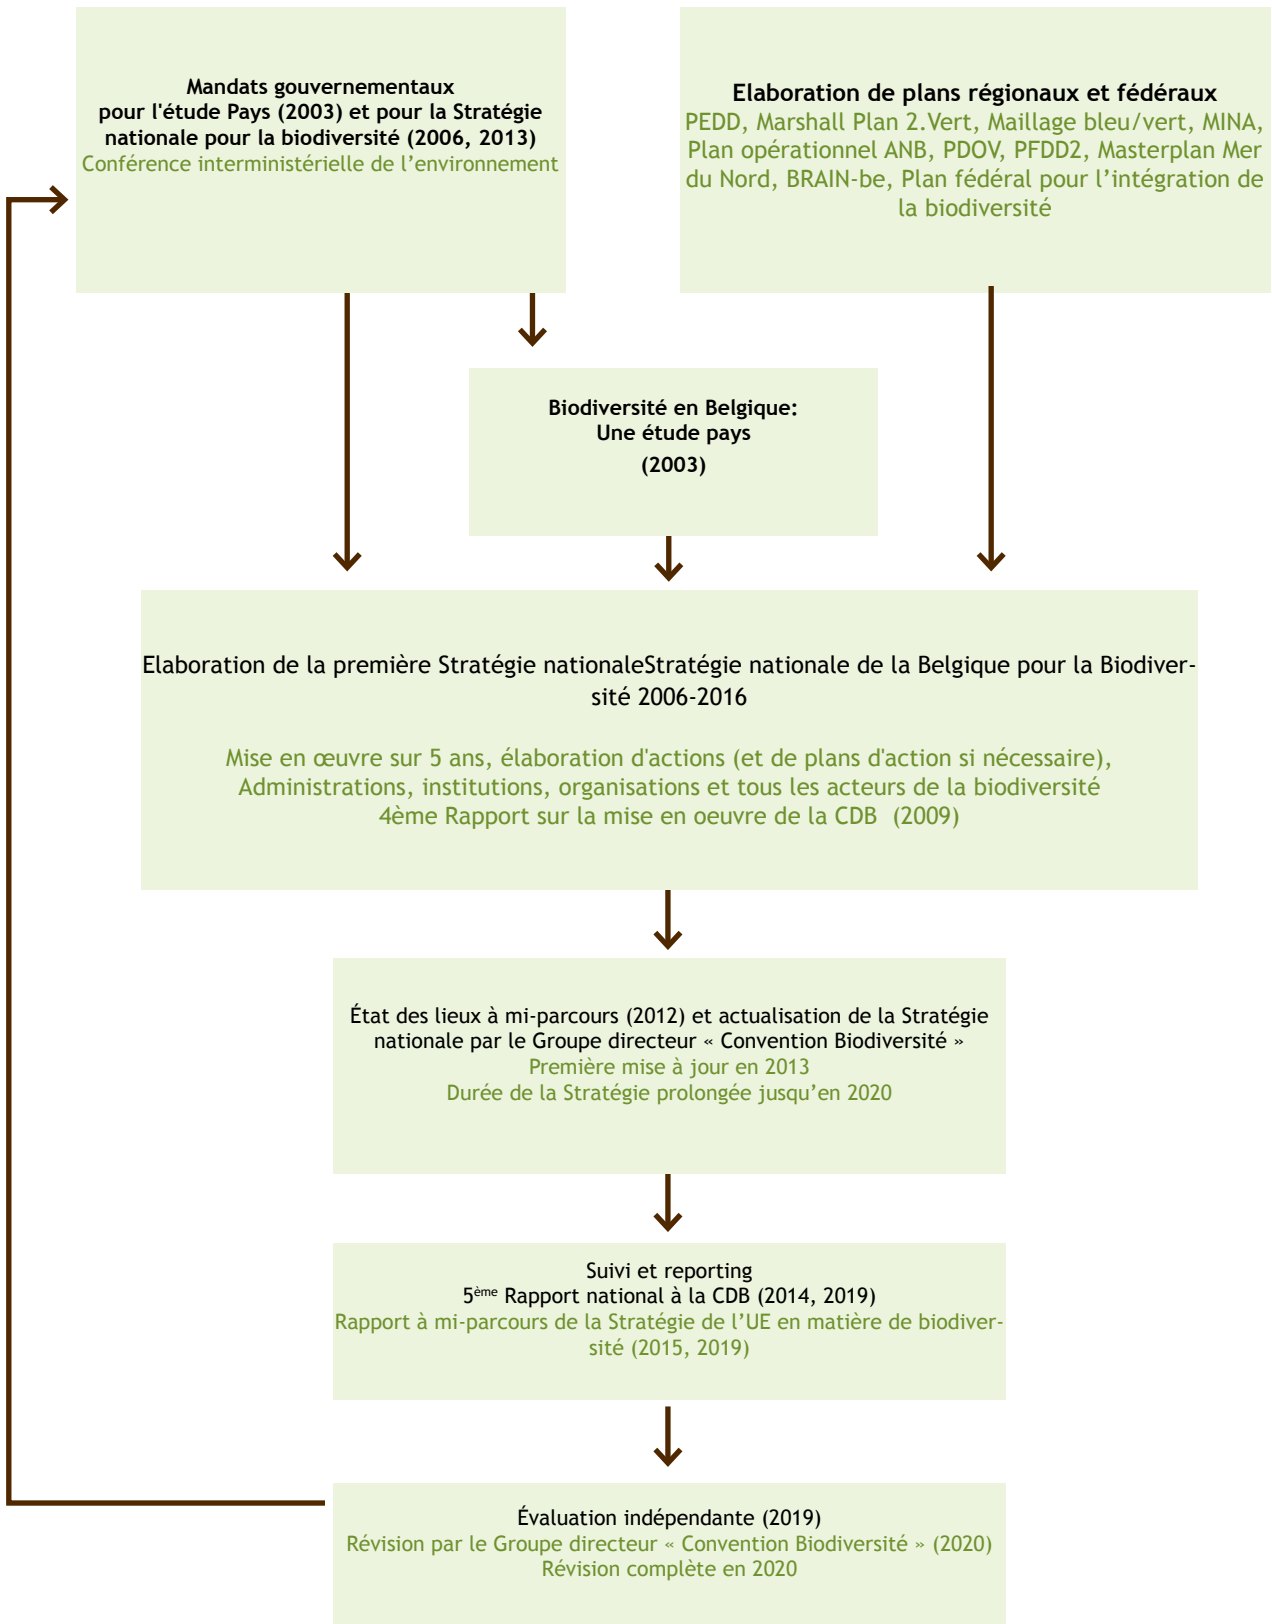 Mandats gouvernementaux
pour l'étude Pays (2003) et pour la Stratégie
nationale pour la biodiversité (2006, 2013)
Conférence interministérielle de l’environnement
Elaboration de plans régionaux et fédéraux
PEDD, Marshall Plan 2.Vert, Maillage bleu/vert, MINA,
Plan opérationnel ANB, PDOV, PFDD2, Masterplan Mer
du Nord, BRAIN-be, Plan fédéral pour l’intégration de
la biodiversité
Biodiversité en Belgique:
Une étude pays
(2003)
Elaboration de la première Stratégie nationaleStratégie nationale de la Belgique pour la Biodiver-
sité 2006-2016
Mise en œuvre sur 5 ans, élaboration d'actions (et de plans d'action si nécessaire),
Administrations, institutions, organisations et tous les acteurs de la biodiversité
4ème Rapport sur la mise en oeuvre de la CDB (2009)
État des lieux à mi-parcours (2012) et actualisation de la Stratégie
nationale par le Groupe directeur « Convention Biodiversité »
Première mise à jour en 2013
Durée de la Stratégie prolongée jusqu’en 2020
Suivi et reporting
5ème Rapport national à la CDB (2014, 2019)
Rapport à mi-parcours de la Stratégie de l’UE en matière de biodiver-
sité (2015, 2019)
Évaluation indépendante (2019)
Révision par le Groupe directeur « Convention Biodiversité » (2020)
Révision complète en 2020